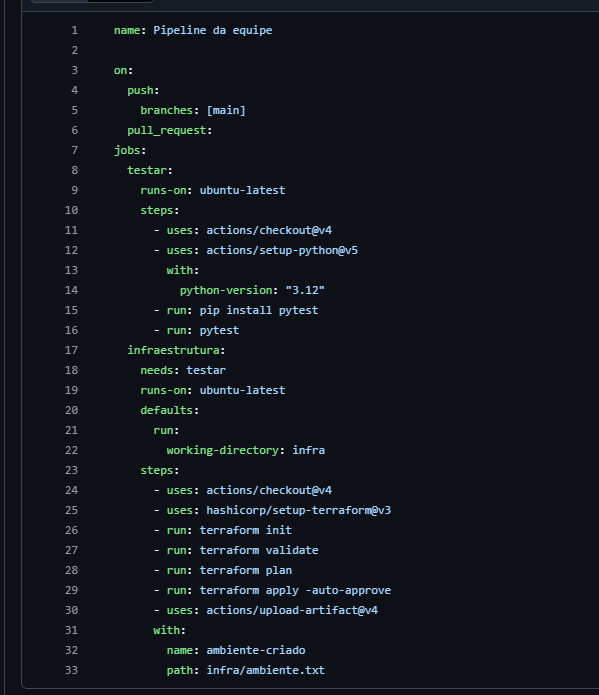 1 name: Pipeline da equipe
2
3 on:
4   push:
5     branches: [main]
6   pull_request:
7 jobs:
8   testar:
9     runs-on: ubuntu-latest
10     steps:
11       - uses: actions/checkout@v4
12       - uses: actions/setup-python@v5
13         with:
14           python-version: "3.12"
15       - run: pip install pytest
16       - run: pytest
17   infraestrutura:
18     needs: testar
19     runs-on: ubuntu-latest
20     defaults:
21       run:
22         working-directory: infra
23     steps:
24       - uses: actions/checkout@v4
25       - uses: hashicorp/setup-terraform@v3
26       - run: terraform init
27       - run: terraform validate
28       - run: terraform plan
29       - run: terraform apply -auto-approve
30       - uses: actions/upload-artifact@v4
31       with:
32         name: ambiente-criado
33         path: infra/ambiente.txt